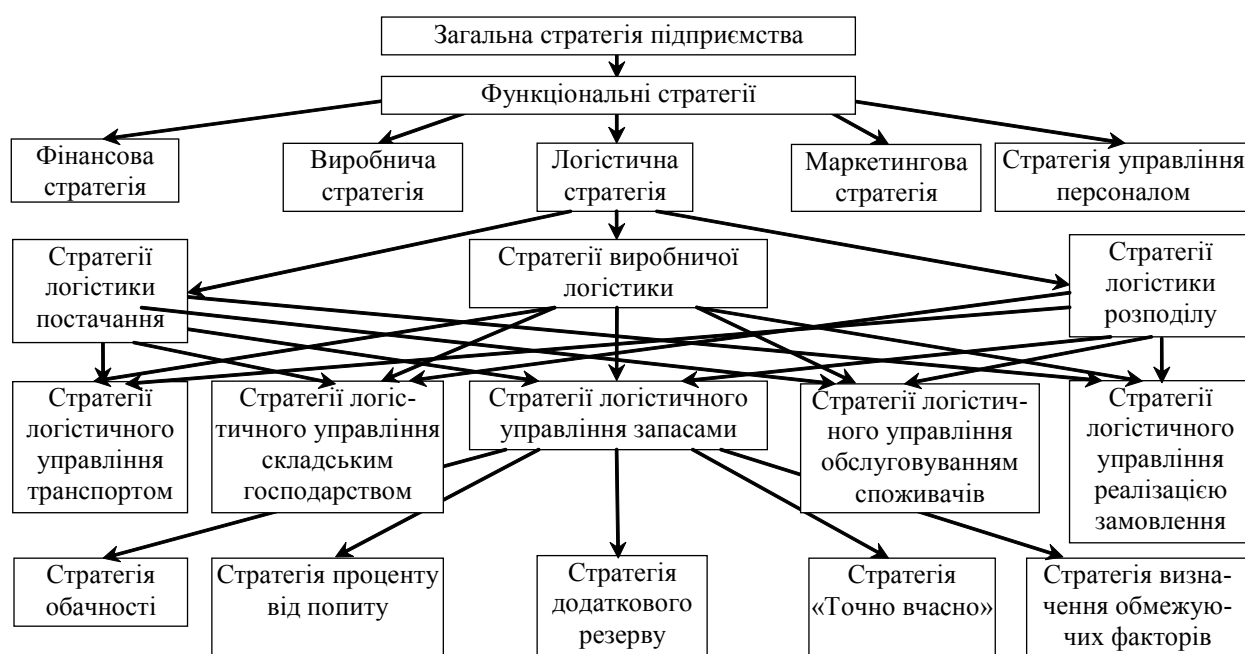 Загальна стратегія підприємства
Функціональні стратегії
Фінансова
стратегія
Виробнича
стратегія
Логістична
стратегія
Маркетингова
стратегія
Стратегія управління
персоналом
Стратегії
логістики
постачання
Стратегії виробничої
логістики
Стратегії
логістики
розподілу
Стратегії
логістичного
управління
транспортом
Стратегії логіс-
тичного управління
складським
господарством
Стратегії логістичного
управління запасами
Стратегії логістич-
ного управління
обслуговуванням
споживачів
Стратегії
логістичного
управління
реалізацією
замовлення
Стратегія
обачності
Стратегія проценту
від попиту
Стратегія
додаткового
резерву
Стратегія
«Точно вчасно»
Стратегія визна-
чення обмежую-
чих факторів